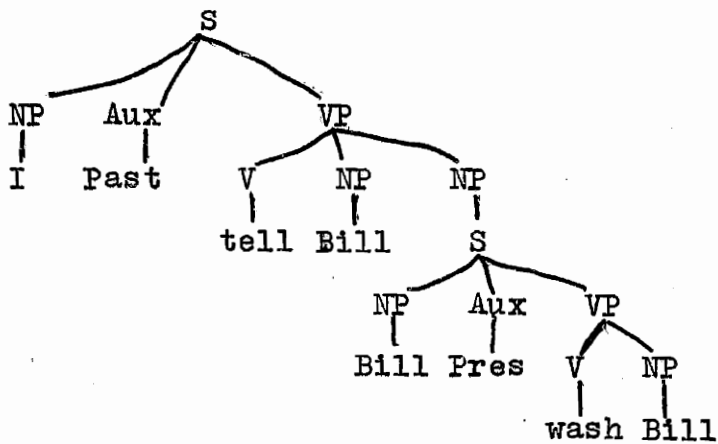 S
NP Aux VP
I Past V NP NP
tell Bill S
NP Aux VP
Bill Pres V NP
wash Bill